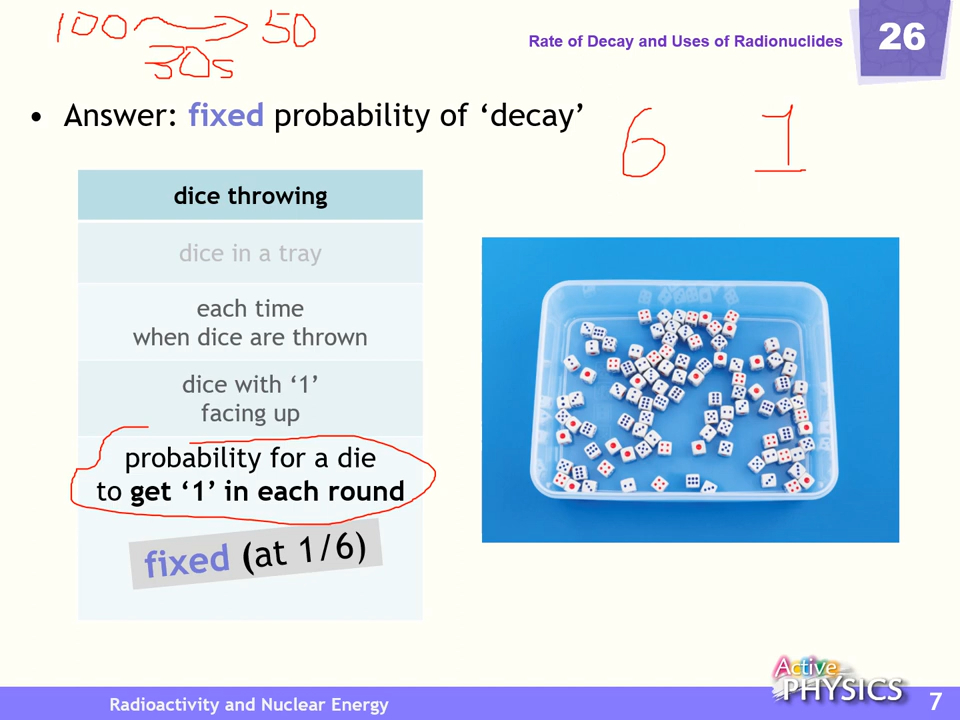 100 → 50
30s
Rate of Decay and Uses of Radionuclides
26
• Answer: fixed probability of ‘decay’
6 1
dice throwing
dice in a tray
each time
when dice are thrown
dice with ‘1’
facing up
probability for a die
to get ‘1’ in each round
fixed (at 1/6)
Active
PHYSICS
Radioactivity and Nuclear Energy
7